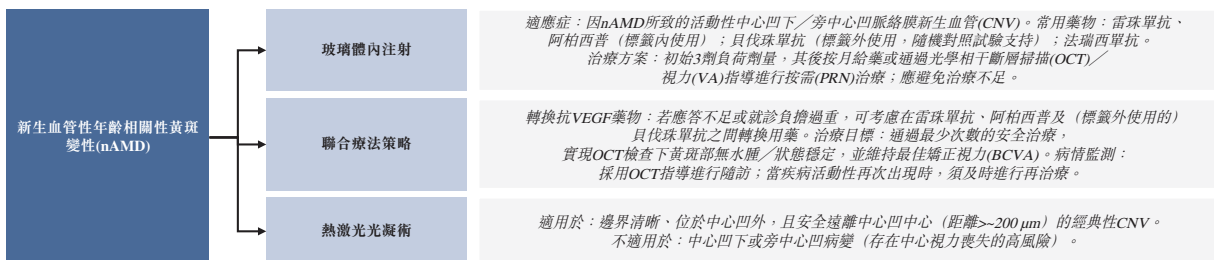 新生血管性年齡相關性黃斑
變性(nAMD)
玻璃體內注射
適應症：因nAMD所致的活動性中心凹下／旁中心凹脈絡膜新生血管(CNV)。常用藥物：雷珠單抗、
阿柏西普（標籤內使用）；貝伐珠單抗（標籤外使用，隨機對照試驗支持）；法瑞西單抗。
治療方案：初始3劑負荷劑量，其後按月給藥或通過光學相干斷層掃描(OCT)／
視力(VA)指導進行按需(PRN)治療；應避免治療不足。
聯合療法策略
轉換抗VEGF藥物：若應答不足或就診負擔過重，可考慮在雷珠單抗、阿柏西普及（標籤外使用的）
貝伐珠單抗之間轉換用藥。治療目標：通過最少次數的安全治療，
實現OCT檢查下黃斑部無水腫／狀態穩定，並維持最佳矯正視力(BCVA)。病情監測：
採用OCT指導進行隨訪；當疾病活動性再次出現時，須及時進行再治療。
熱激光光凝術
適用於：邊界清晰、位於中心凹外，且安全遠離中心凹中心（距離>~200 μm）的經典性CNV。
不適用於：中心凹下或旁中心凹病變（存在中心視力喪失的高風險）。